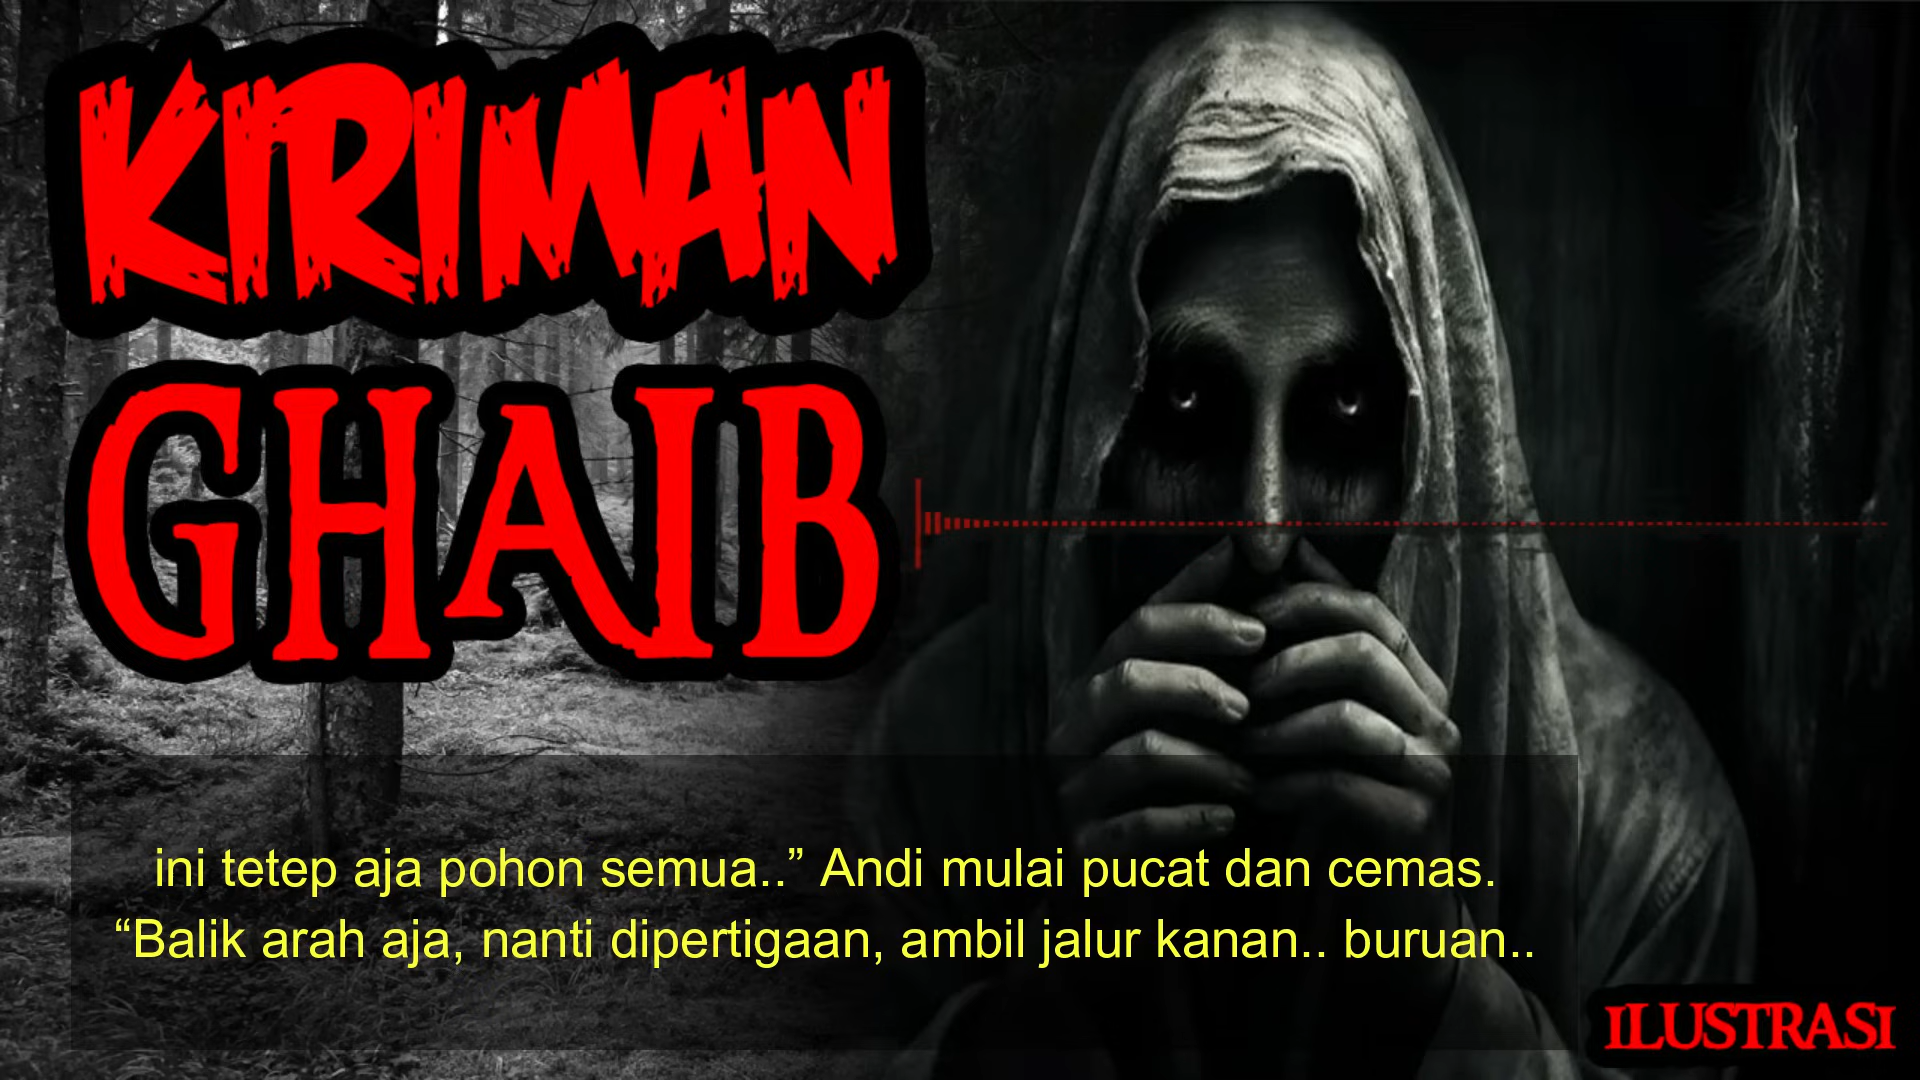 KIRIMAN
GHAIB
ini tetep aja pohon semua..” Andi mulai pucat dan cemas.
“Balik arah aja, nanti dipertigaan, ambil jalur kanan.. buruan..
ILUSTRASI